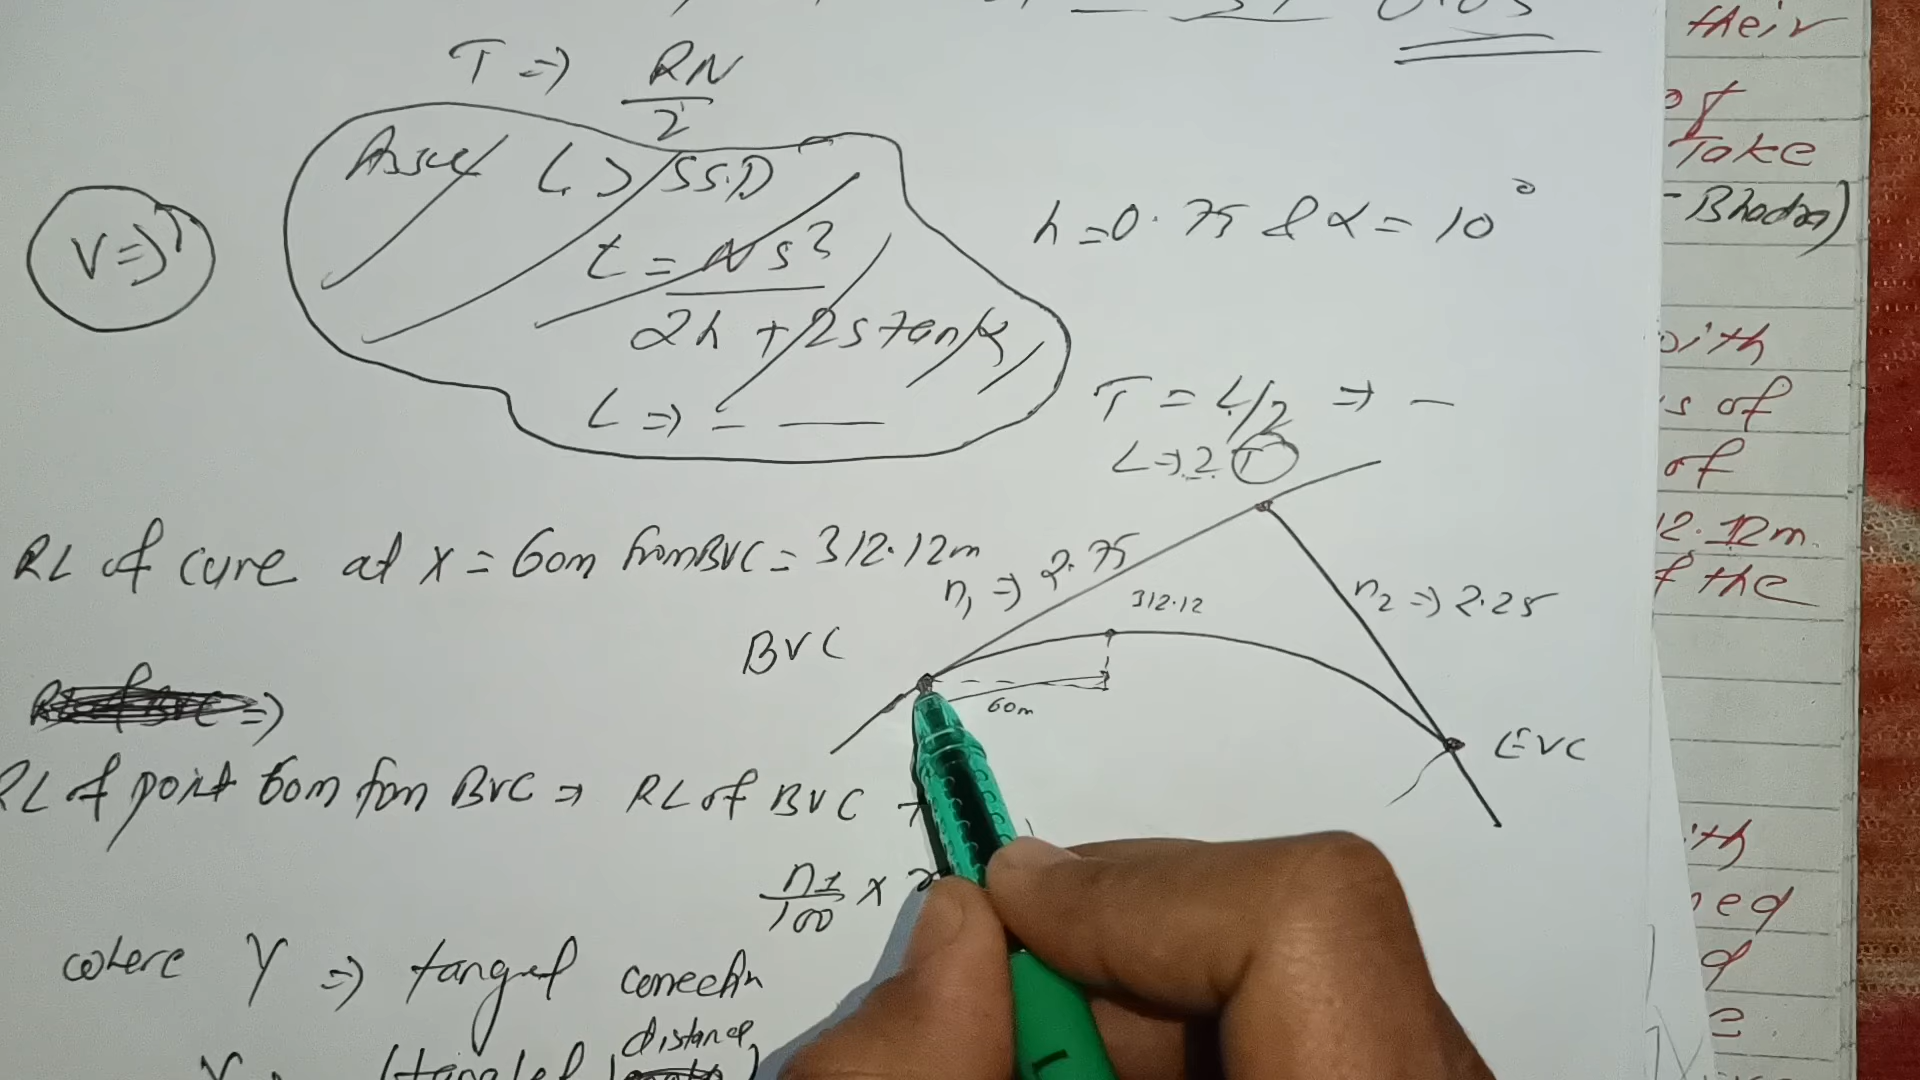 T => RN
2
Assu L > SSD
V =>
L = NS²
2h + 2s tanα
h = 0.75 & α = 10°
L => - —
T = L/2 => -
L => 2 T
RL of curve at x = 60m from BVC = 312.12m
n₁ => 2.75
312.12
n₂ => 2.25
BVC
60m
EVC
RL of point 60m from BVC => RL of BVC +
n1
100 ×
where Y => tangent correction
distance
their
of
Take
- Bhadra)
with
s of
of
12.12m.
f the
ith
ned
d
e.